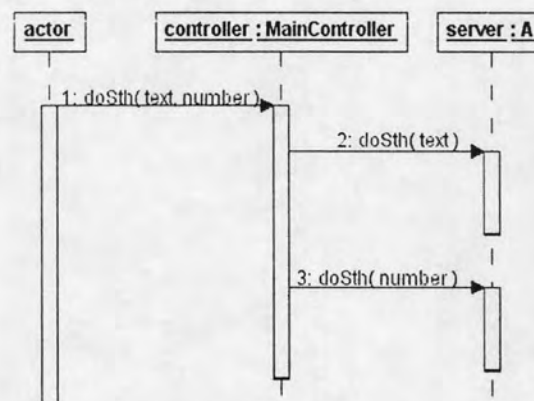 actor
controller : MainController
server : A
1: doSth( text, number )
2: doSth( text )
3: doSth( number )